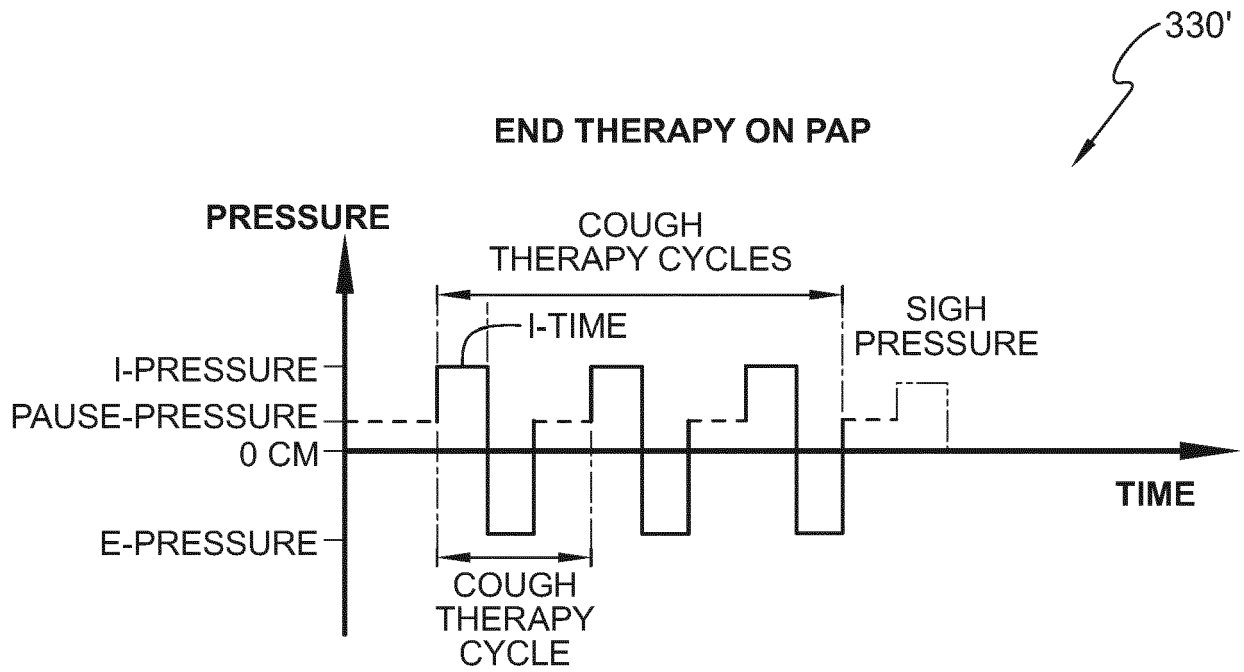 330'
END THERAPY ON PAP
PRESSURE
COUGH
THERAPY CYCLES
SIGH
PRESSURE
I-TIME
I-PRESSURE
PAUSE-PRESSURE
0 CM
TIME
E-PRESSURE
COUGH
THERAPY
CYCLE